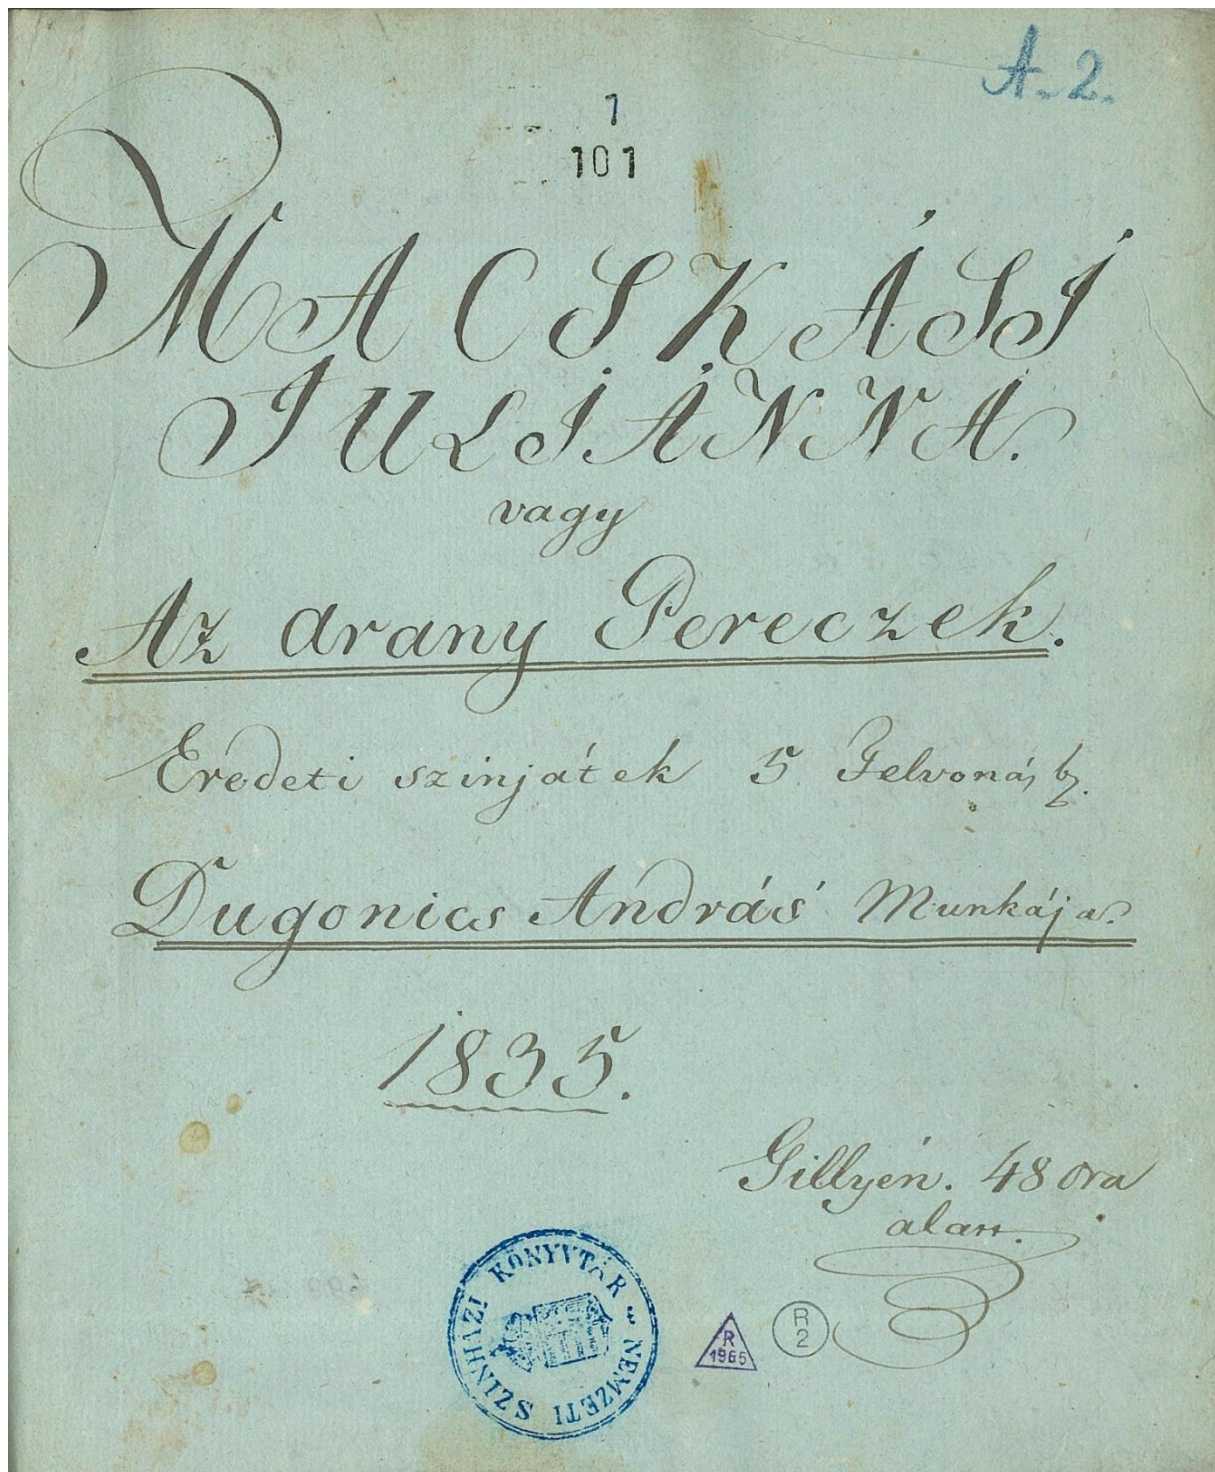 A. 2.
1
101
MACSKÁSI
JULIÁNNA.
vagy
Az arany Pereczek.
Eredeti szinjáték 5 Felvonásb.
Dugonics András Munkája.
1835.
Gillyén. 48 óra
alatt.
SZINHÁZI KÖNYVTÁR NEMZETI
R
1965
R
2